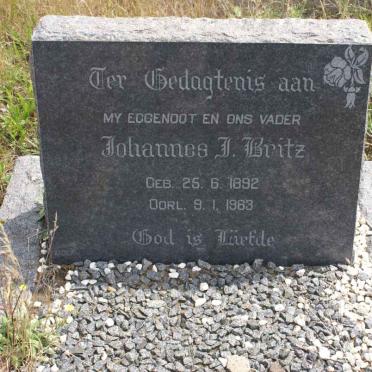 Ter Gedagtenis aan
MY EGGENOOT EN ONS VADER
Johannes J. Britz
GEB. 25. 6. 1892
OORL. 9. 1. 1963
God is Liefde